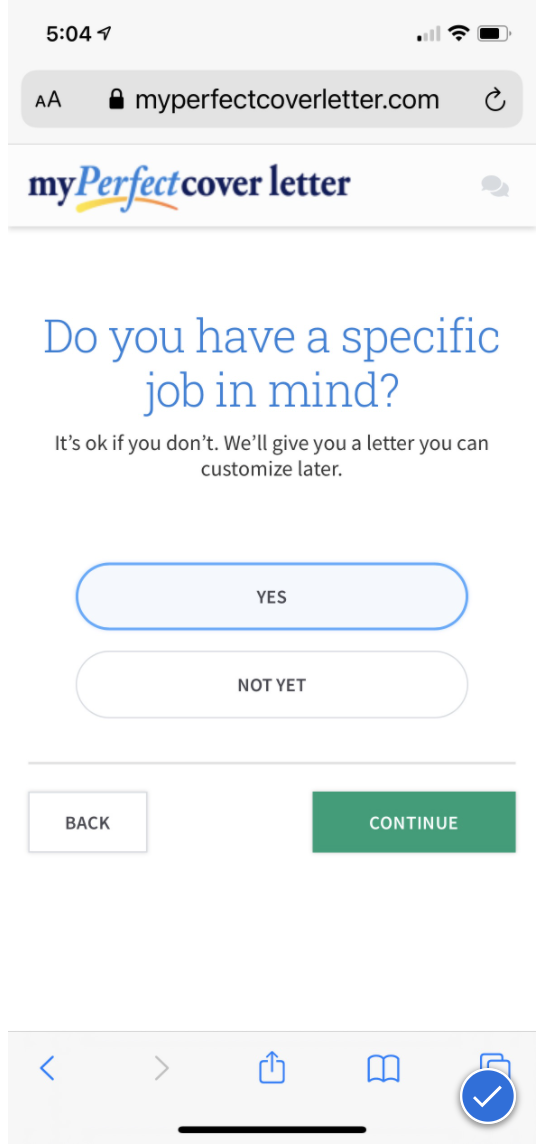 5:04
AA myperfectcoverletter.com
myPerfectcover letter
Do you have a specific
job in mind?
It’s ok if you don’t. We’ll give you a letter you can
customize later.
YES
NOT YET
BACK CONTINUE